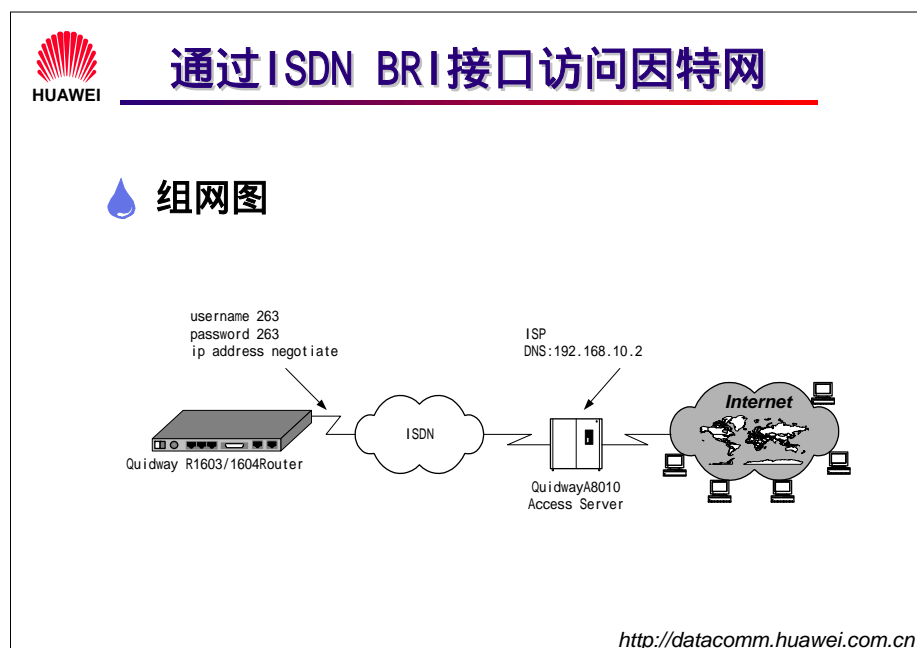 HUAWEI
通过ISDN BRI接口访问因特网
组网图
username 263
password 263
ip address negotiate
ISP
DNS:192.168.10.2
Internet
ISDN
Quidway R1603/1604Router
QuidwayA8010
Access Server
http://datacomm.huawei.com.cn